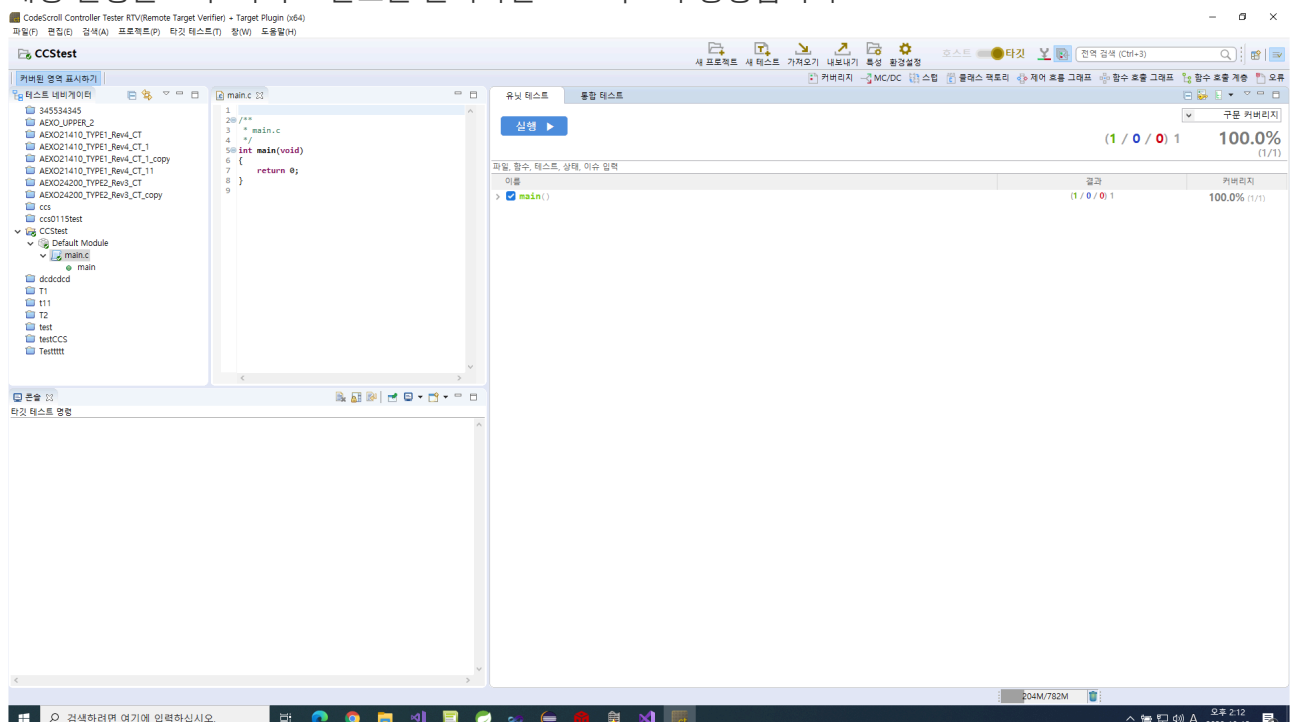 CodeScroll Controller Tester RTV(Remote Target Verifier) + Target Plugin (x64)
파일(F) 편집(E) 검색(A) 프로젝트(P) 타깃 테스트(T) 창(W) 도움말(H)
CCStest
새 프로젝트 새 테스트 가져오기 내보내기 특성 환경설정
호스트 타깃
전역 검색 (Ctrl+3)
커버된 영역 표시하기
커버리지 MC/DC 스텁 클래스 팩토리 제어 흐름 그래프 함수 호출 그래프 함수 호출 계층 오류
테스트 네비게이터
345534345
AEXO_UPPER_2
AEXO21410_TYPE1_Rev4_CT
AEXO21410_TYPE1_Rev4_CT_1
AEXO21410_TYPE1_Rev4_CT_1_copy
AEXO21410_TYPE1_Rev4_CT_11
AEXO24200_TYPE2_Rev3_CT
AEXO24200_TYPE2_Rev3_CT_copy
ccs
ccs0115test
CCStest
Default Module
main.c
main
dcdcdcd
T1
t11
T2
test
testCCS
Testtttt
main.c
1
2 /**
3 * main.c
4 */
5 int main(void)
6 {
7 return 0;
8 }
9
유닛 테스트 통합 테스트
실행
구문 커버리지
(1 / 0 / 0) 1 100.0%
(1/1)
파일, 함수, 테스트, 상태, 이슈 입력
이름 결과 커버리지
main() (1 / 0 / 0) 1 100.0% (1/1)
콘솔
타깃 테스트 명령
204M/782M
검색하려면 여기에 입력하십시오.
A 오후 2:12